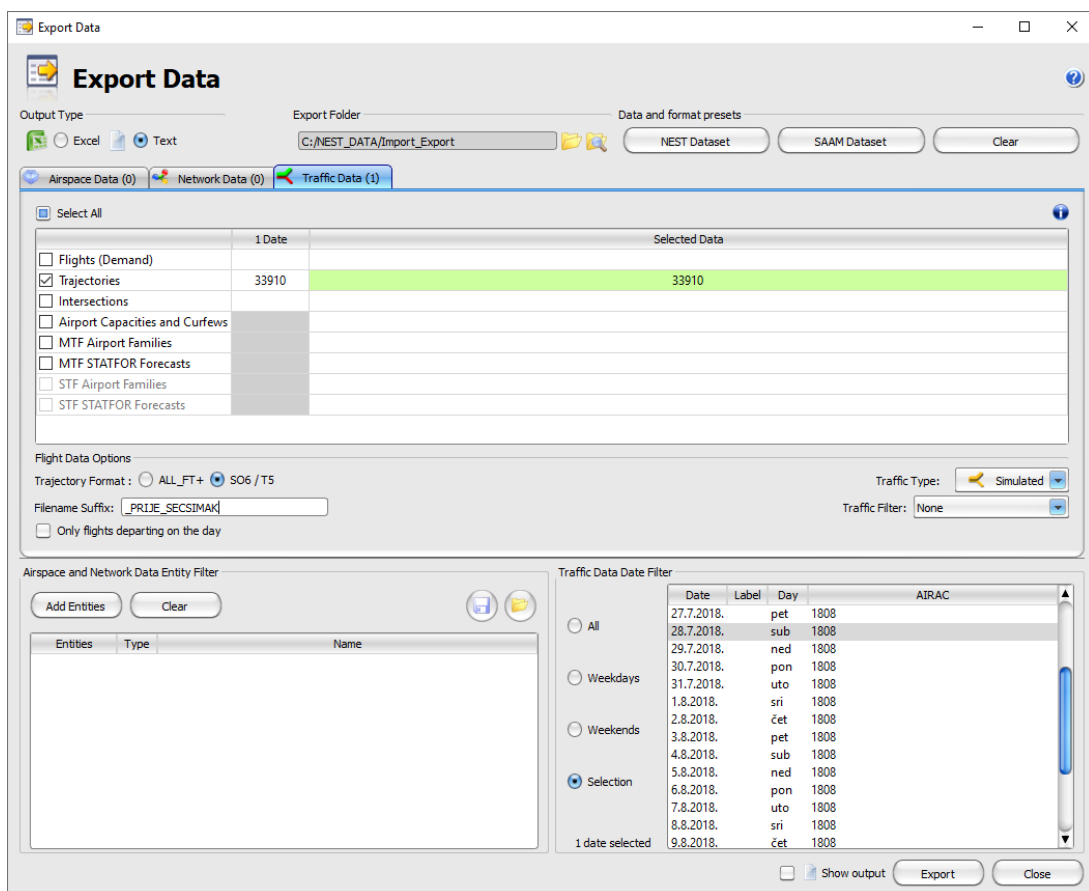 Export Data
Export Data
Output Type
Export Folder
Data and format presets
Excel
Text
C:/NEST_DATA/Import_Export
NEST Dataset
SAAM Dataset
Clear
Airspace Data (0)
Network Data (0)
Traffic Data (1)
Select All
1 Date
Selected Data
Flights (Demand)
Trajectories 33910 33910
Intersections
Airport Capacities and Curfews
MTF Airport Families
MTF STATFOR Forecasts
STF Airport Families
STF STATFOR Forecasts
Flight Data Options
Trajectory Format : ALL_FT+ SO6 / T5
Traffic Type: Simulated
Filename Suffix: _PRIJE_SECSIMAK
Traffic Filter: None
Only flights departing on the day
Airspace and Network Data Entity Filter
Add Entities
Clear
Entities Type Name
Traffic Data Date Filter
All
Weekdays
Weekends
Selection
1 date selected
Date Label Day AIRAC
27.7.2018. pet 1808
28.7.2018. sub 1808
29.7.2018. ned 1808
30.7.2018. pon 1808
31.7.2018. uto 1808
1.8.2018. sri 1808
2.8.2018. čet 1808
3.8.2018. pet 1808
4.8.2018. sub 1808
5.8.2018. ned 1808
6.8.2018. pon 1808
7.8.2018. uto 1808
8.8.2018. sri 1808
9.8.2018. čet 1808
Show output
Export
Close